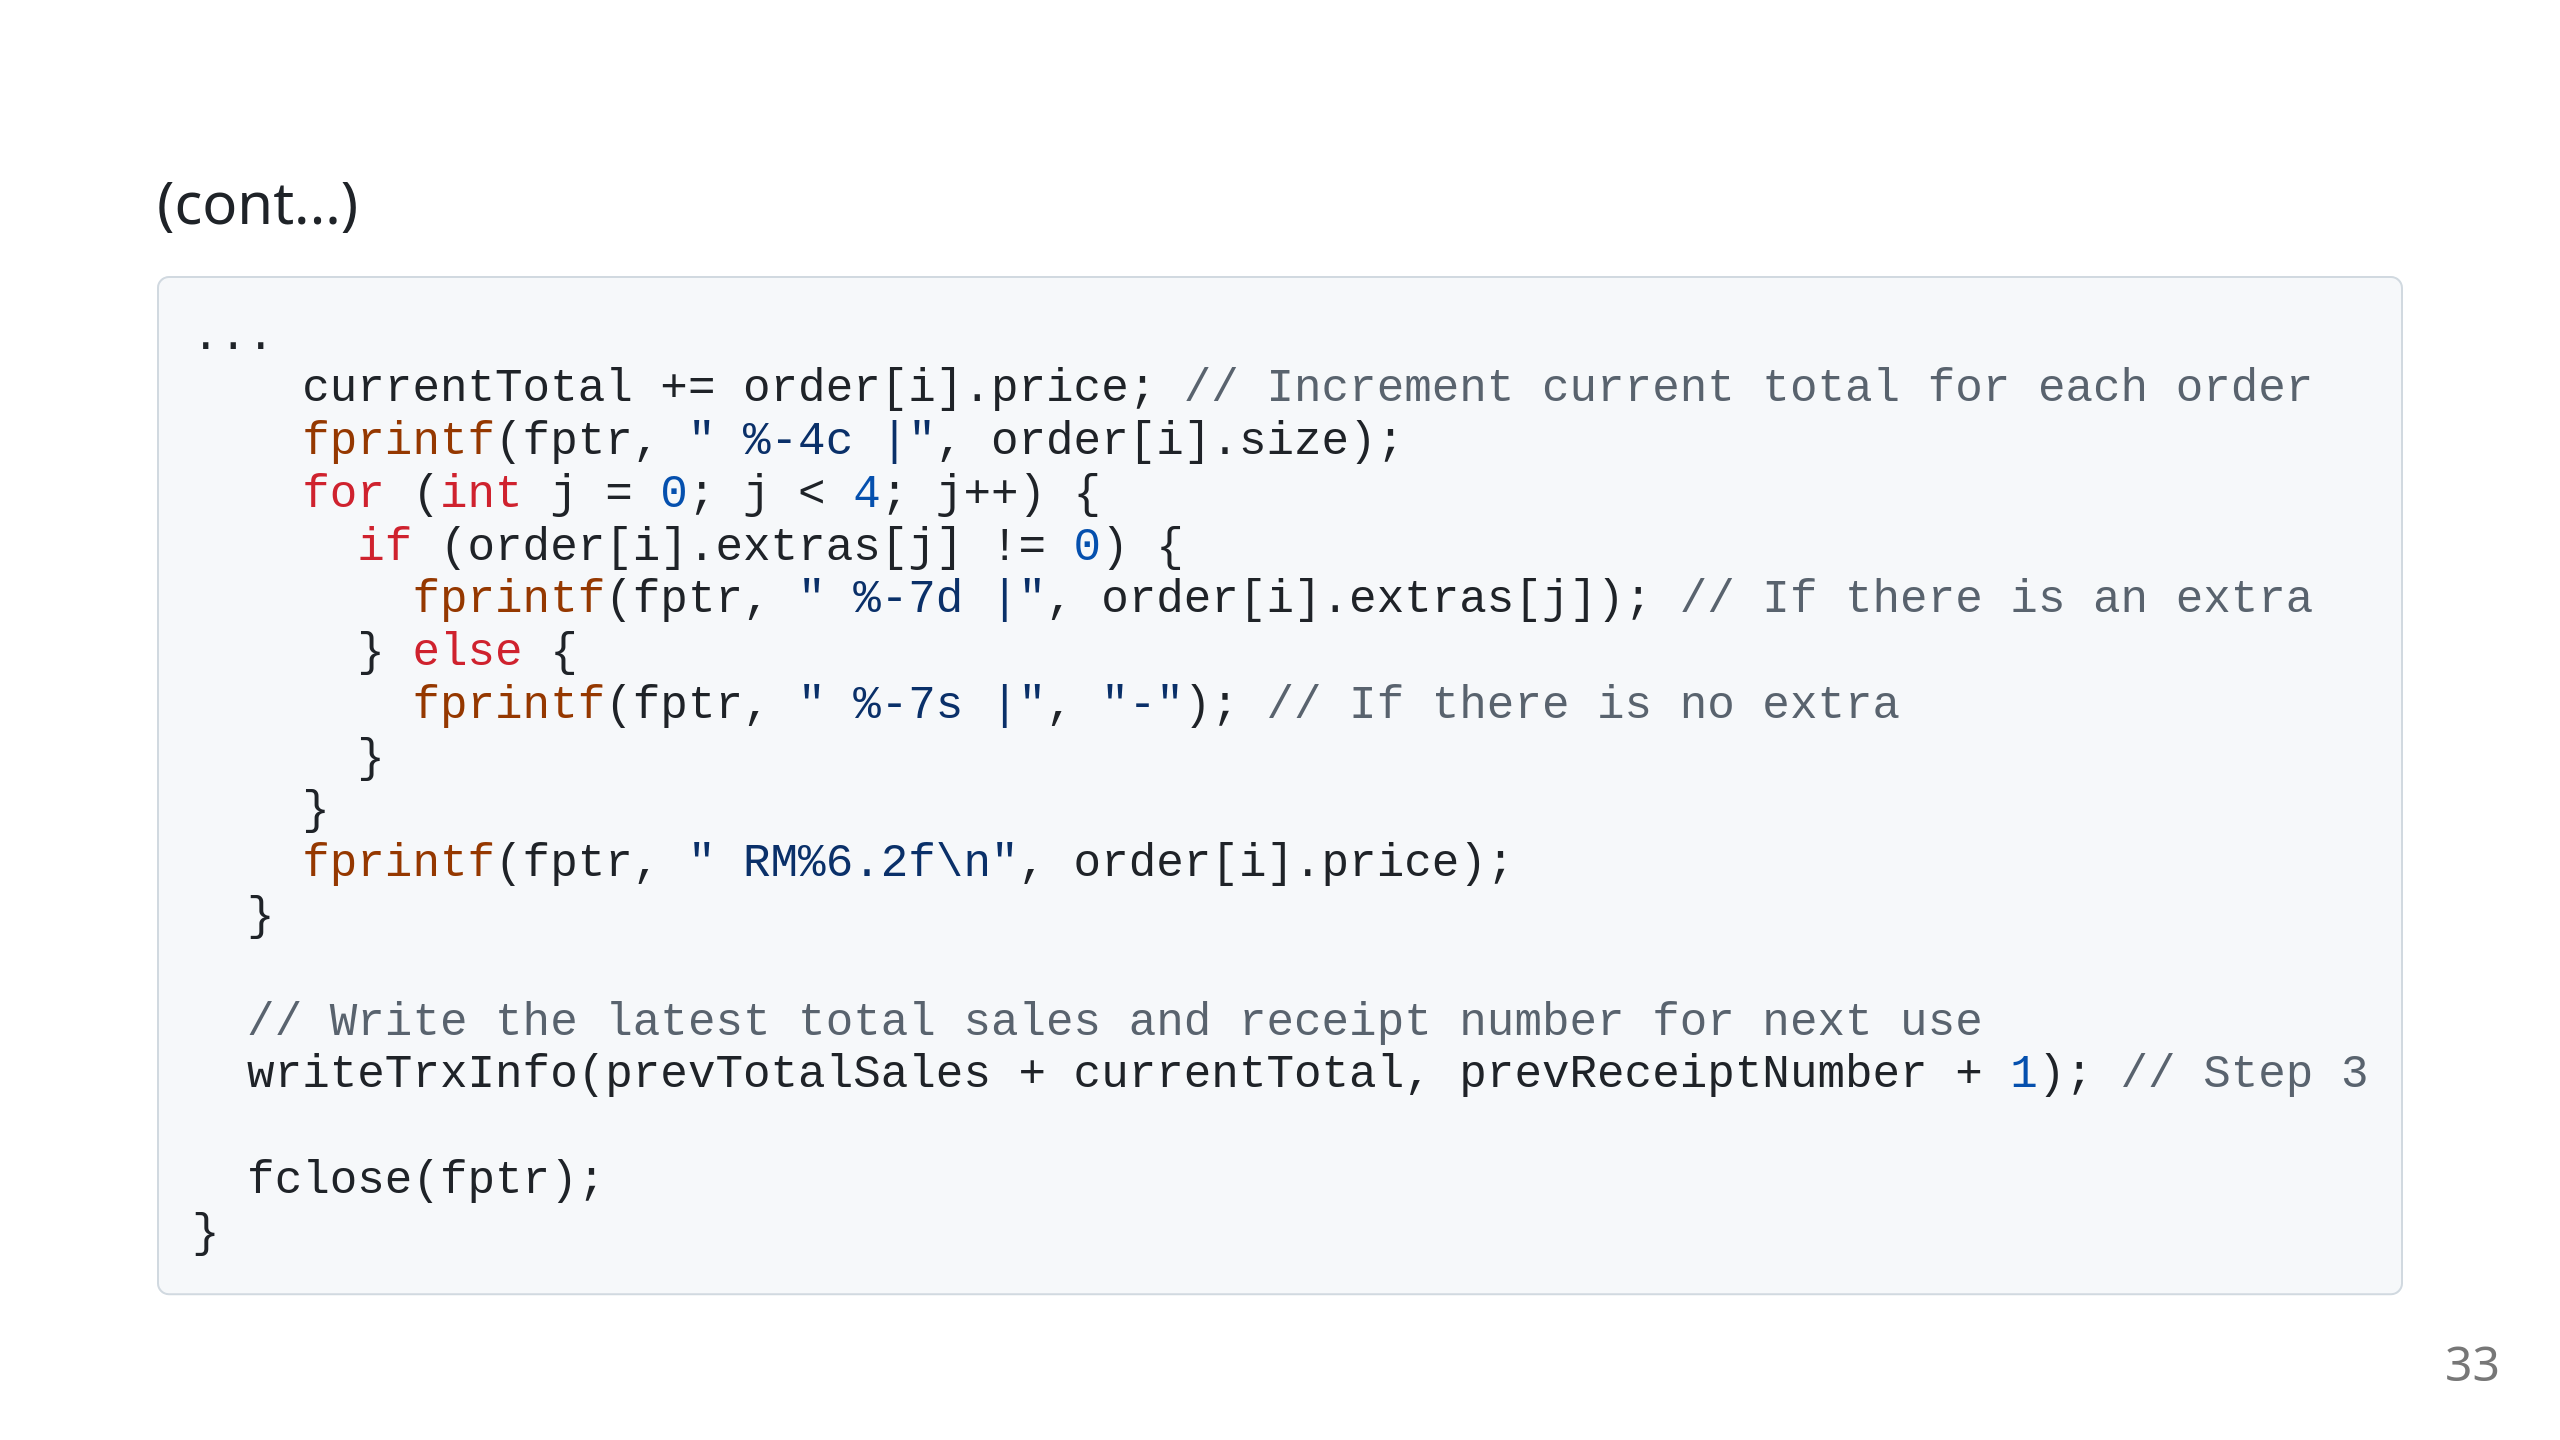 (cont...)
...
    currentTotal += order[i].price; // Increment current total for each order
    fprintf(fptr, " %-4c |", order[i].size);
    for (int j = 0; j < 4; j++) {
      if (order[i].extras[j] != 0) {
        fprintf(fptr, " %-7d |", order[i].extras[j]); // If there is an extra
      } else {
        fprintf(fptr, " %-7s |", "-"); // If there is no extra
      }
    }
    fprintf(fptr, " RM%6.2f\n", order[i].price);
  }

  // Write the latest total sales and receipt number for next use
  writeTrxInfo(prevTotalSales + currentTotal, prevReceiptNumber + 1); // Step 3

  fclose(fptr);
}
33